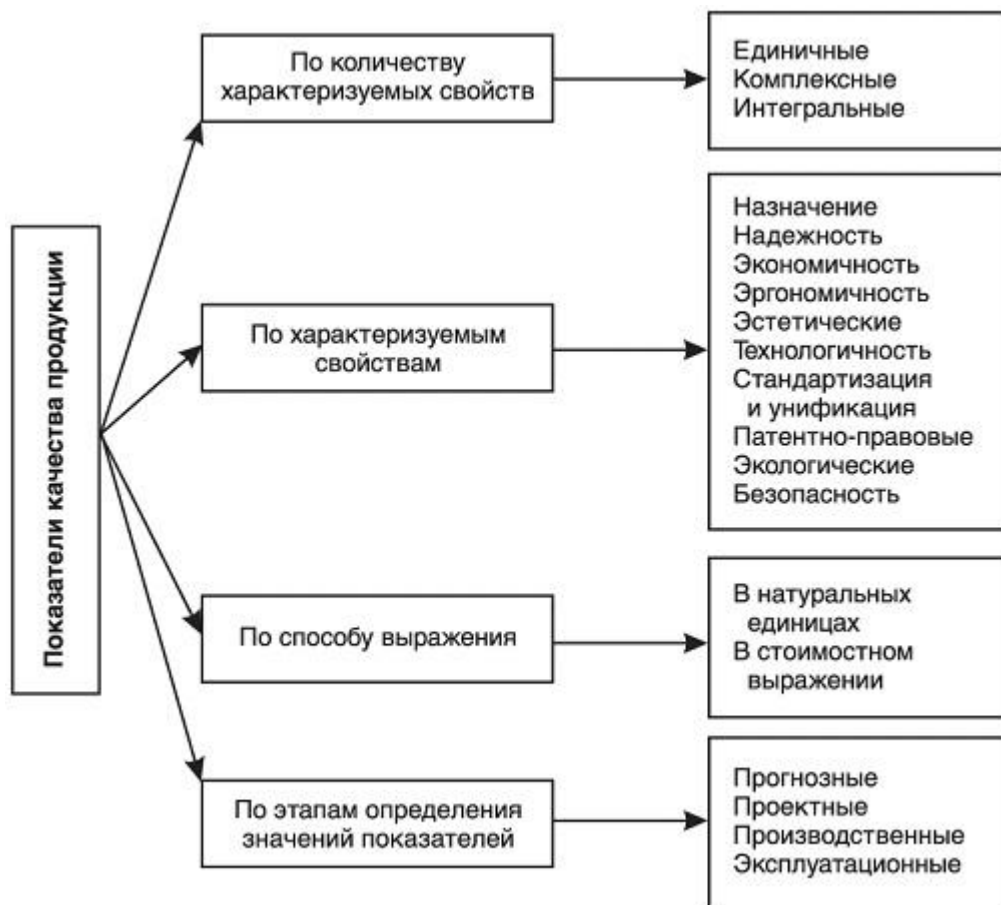 Показатели качества продукции
По количеству
характеризуемых свойств
Единичные
Комплексные
Интегральные
По характеризуемым
свойствам
Назначение
Надежность
Экономичность
Эргономичность
Эстетические
Технологичность
Стандартизация
и унификация
Патентно-правовые
Экологические
Безопасность
По способу выражения
В натуральных
единицах
В стоимостном
выражении
По этапам определения
значений показателей
Прогнозные
Проектные
Производственные
Эксплуатационные